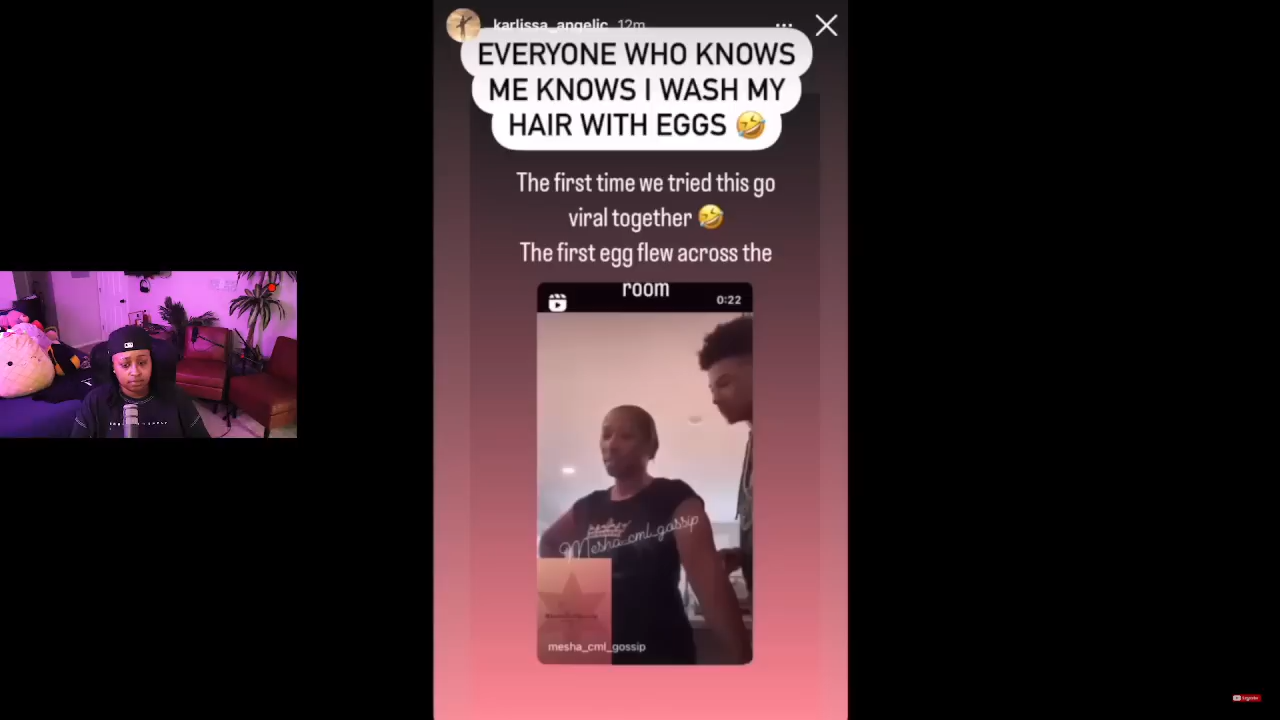 karlissa_angelic 12m
EVERYONE WHO KNOWS
ME KNOWS I WASH MY
HAIR WITH EGGS 🤣
The first time we tried this go
viral together 🤣
The first egg flew across the
room
0:22
Mesha_cml_gossip
mesha_cml_gossip